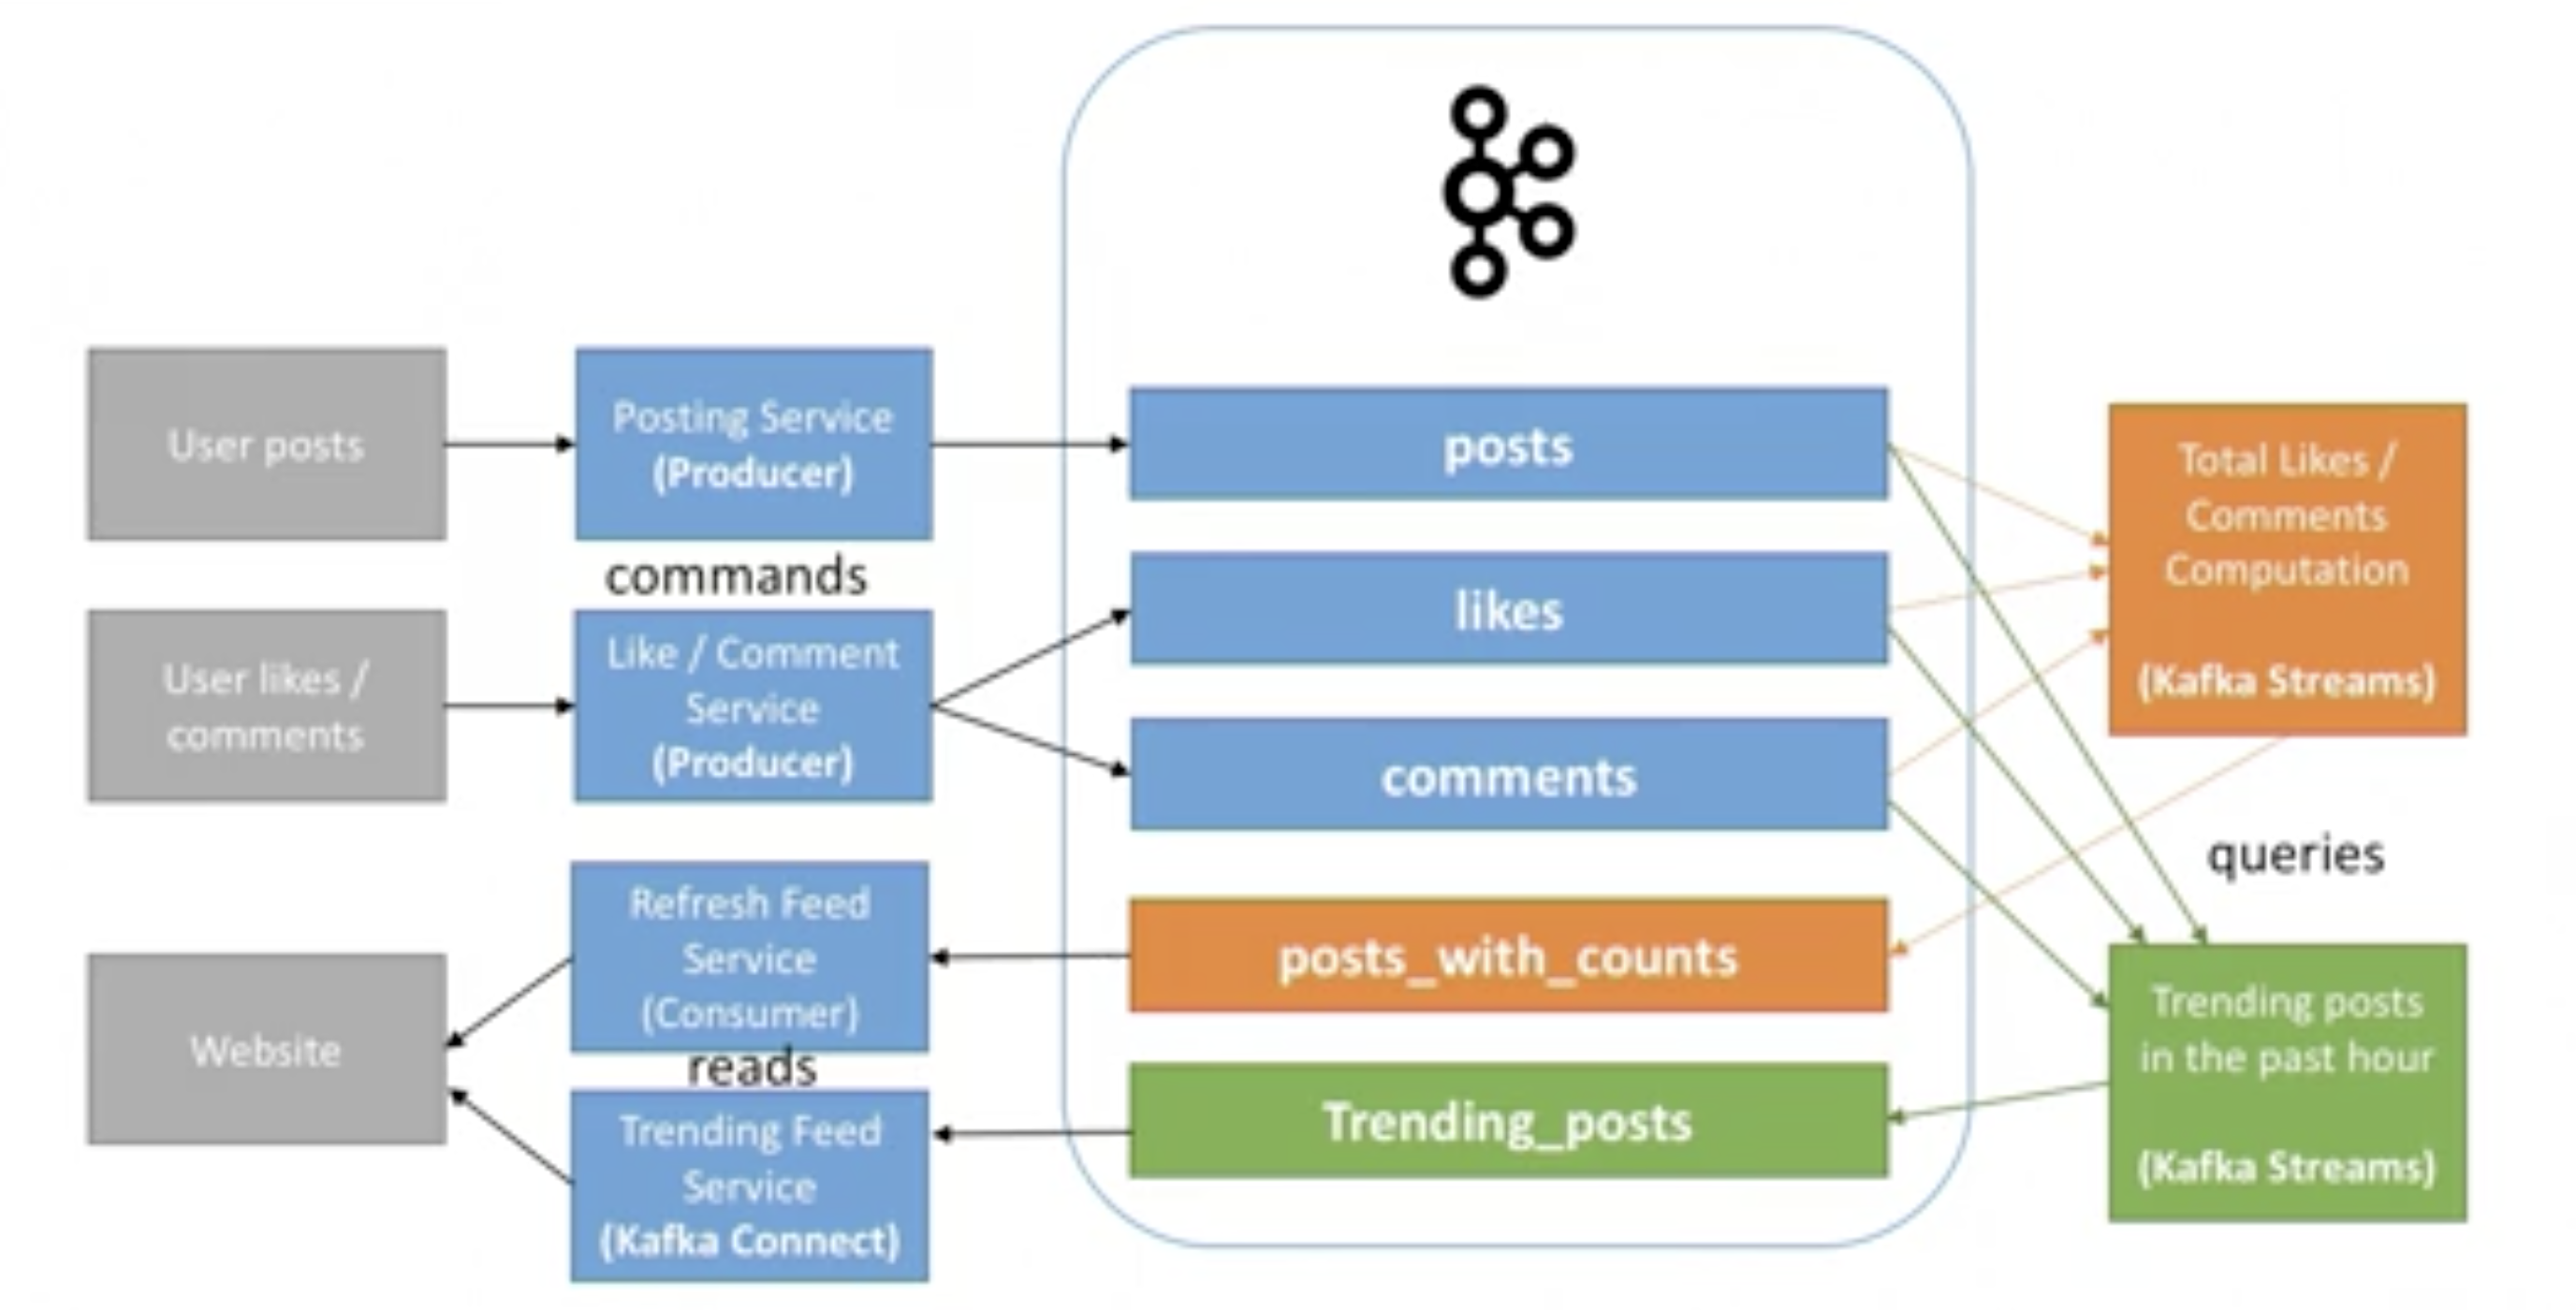 User posts
Posting Service
(Producer)
posts
Total Likes /
Comments
Computation
(Kafka Streams)
commands
likes
User likes /
comments
Like / Comment
Service
(Producer)
comments
queries
Refresh Feed
Service
(Consumer)
posts_with_counts
Website
reads
Trending posts
in the past hour
(Kafka Streams)
Trending Feed
Service
(Kafka Connect)
Trending_posts